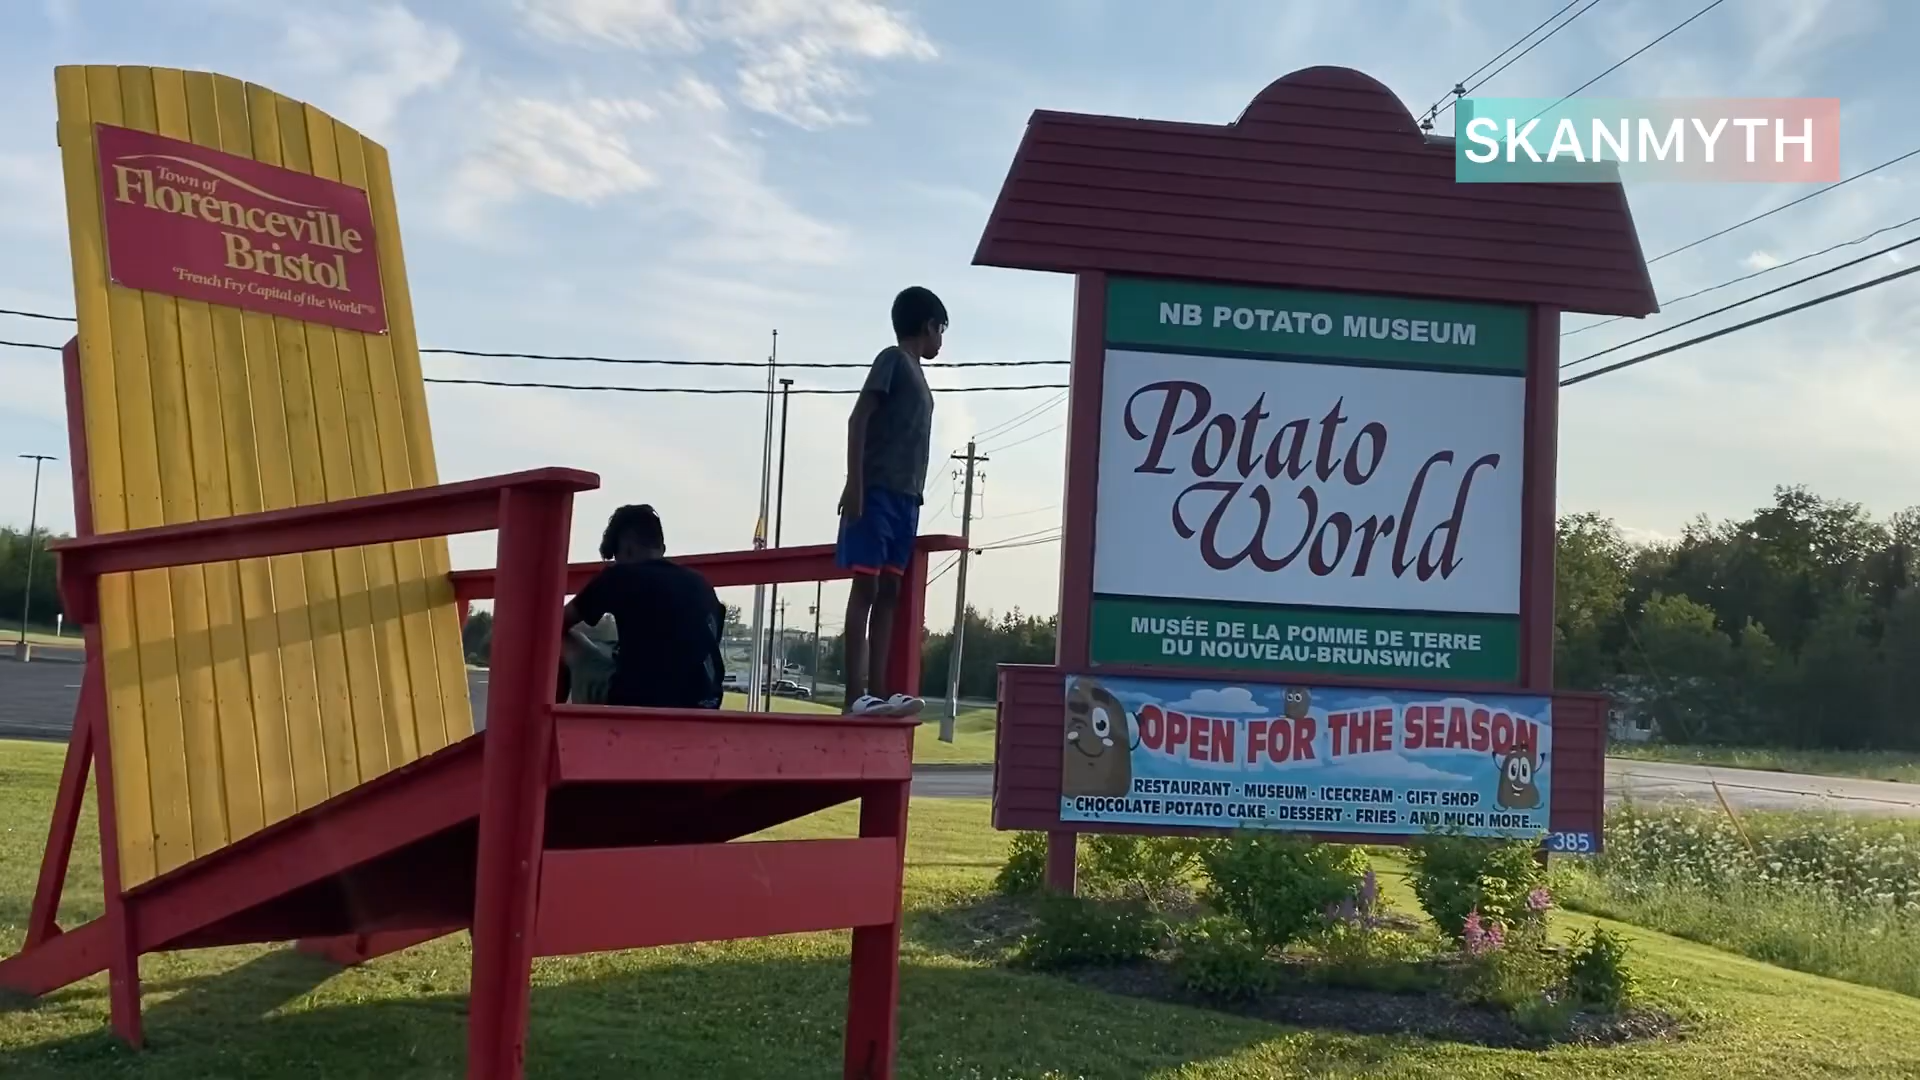 SKANMYTH
Town of
Florenceville
Bristol
"French Fry Capital of the World"®
NB POTATO MUSEUM
Potato
World
MUSÉE DE LA POMME DE TERRE
DU NOUVEAU-BRUNSWICK
OPEN FOR THE SEASON
RESTAURANT · MUSEUM · ICECREAM · GIFT SHOP
· CHOCOLATE POTATO CAKE · DESSERT · FRIES · AND MUCH MORE...
385